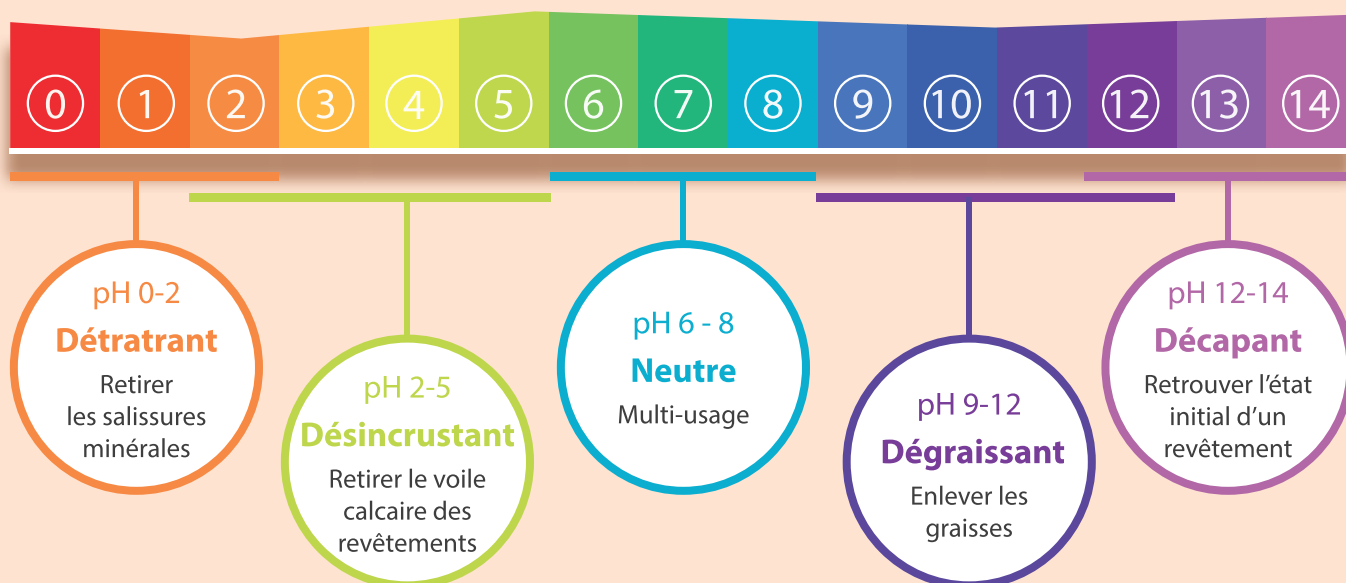 0 1 2 3 4 5 6 7 8 9 10 11 12 13 14
pH 0-2
Détratrant
Retirer
les salissures
minérales
pH 2-5
Désincrustant
Retirer le voile
calcaire des
revêtements
pH 6 - 8
Neutre
Multi-usage
pH 9-12
Dégraissant
Enlever les
graisses
pH 12-14
Décapant
Retrouver l’état
initial d’un
revêtement